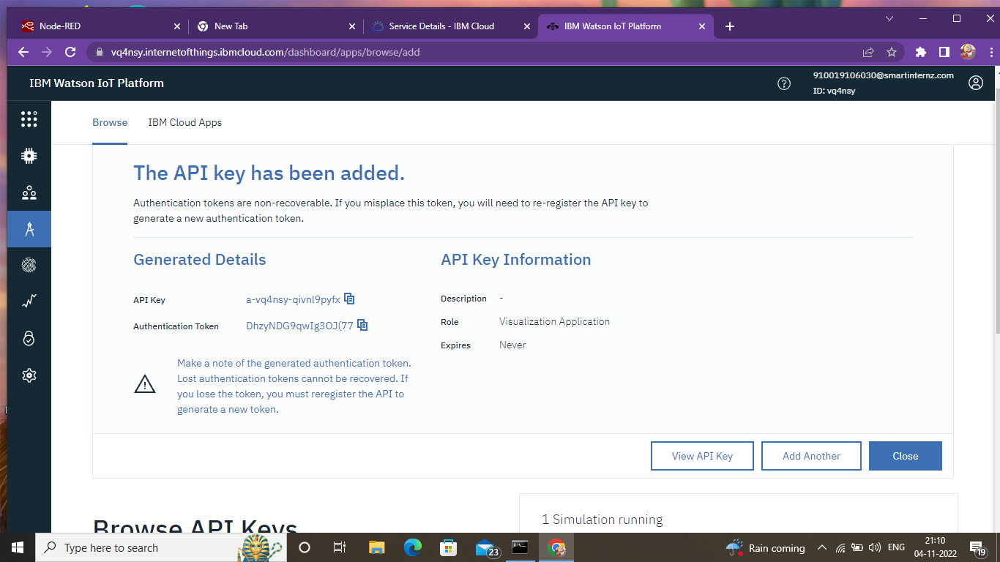 Node-RED
New Tab
Service Details - IBM Cloud
IBM Watson IoT Platform
vq4nsy.internetofthings.ibmcloud.com/dashboard/apps/browse/add
IBM Watson IoT Platform
910019106030@smartinternz.com
ID: vq4nsy
Browse
IBM Cloud Apps
The API key has been added.
Authentication tokens are non-recoverable. If you misplace this token, you will need to re-register the API key to
generate a new authentication token.
Generated Details
API Key
a-vq4nsy-qivnl9pyfx
Authentication Token
DhzyNDG9qwIg3OJ(77
Make a note of the generated authentication token.
Lost authentication tokens cannot be recovered. If
you lose the token, you must reregister the API to
generate a new token.
API Key Information
Description -
Role Visualization Application
Expires Never
View API Key
Add Another
Close
Browse API Keys
1 Simulation running
Type here to search
23
Rain coming
ENG
21:10
04-11-2022
19